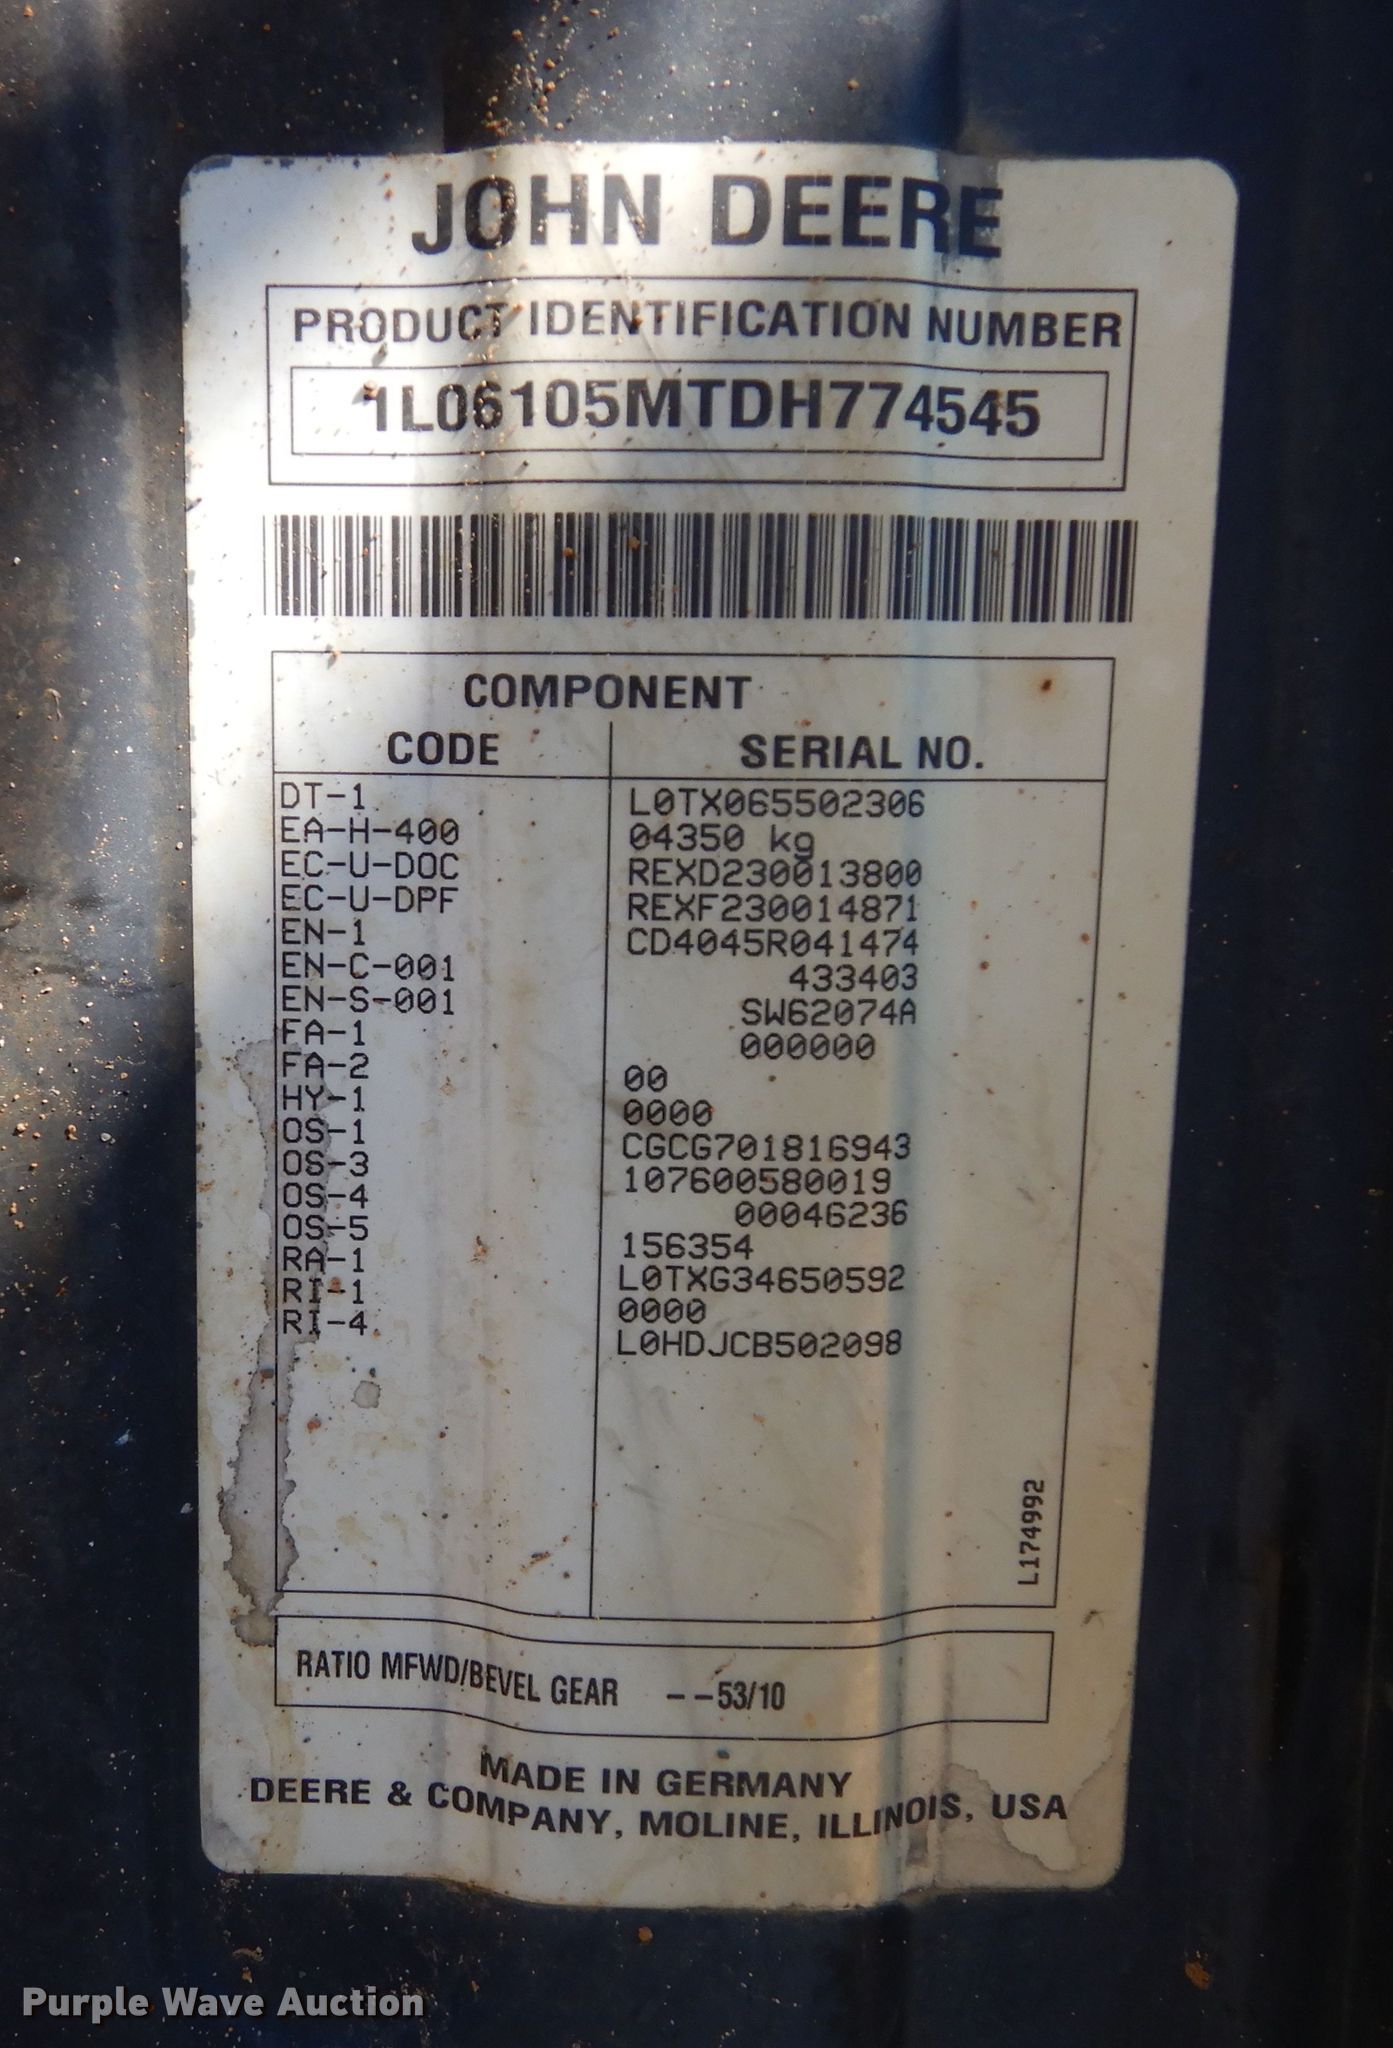 JOHN DEERE
PRODUCT IDENTIFICATION NUMBER
1L06105MTDH774545
COMPONENT
CODE SERIAL NO.
DT-1 L0TX065502306
EA-H-400 04350 kg
EC-U-DOC REXD230013800
EC-U-DPF REXF230014871
EN-1 CD4045R041474
EN-C-001 433403
EN-S-001 SW62074A
FA-1 000000
FA-2 00
HY-1 0000
OS-1 CGCG701816943
OS-3 107600580019
OS-4 00046236
OS-5 156354
RA-1 L0TXG34650592
RI-1 0000
RI-4 L0HDJCB502098
L174992
RATIO MFWD/BEVEL GEAR --53/10
MADE IN GERMANY
DEERE & COMPANY, MOLINE, ILLINOIS, USA
Purple Wave Auction